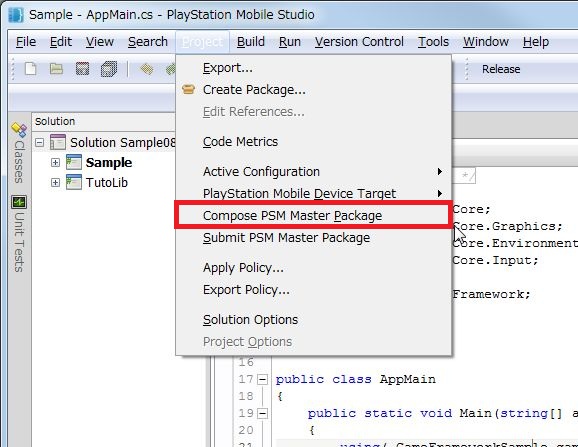 Sample - AppMain.cs - PlayStation Mobile Studio
File Edit View Search Project Build Run Version Control Tools Window Help
Release
Solution
Classes
Unit Tests
Solution Sample08
Sample
TutoLib
Export...
Create Package...
Edit References...
Code Metrics
Active Configuration
PlayStation Mobile Device Target
Compose PSM Master Package
Submit PSM Master Package
Apply Policy...
Export Policy...
Solution Options
Project Options
*/
Core;
Core.Graphics;
Core.Environment
Core.Input;
Framework;
16
17 public class AppMain
18 {
19 public static void Main(string[] a
20 {
21 using( GameFrameworkSample gam